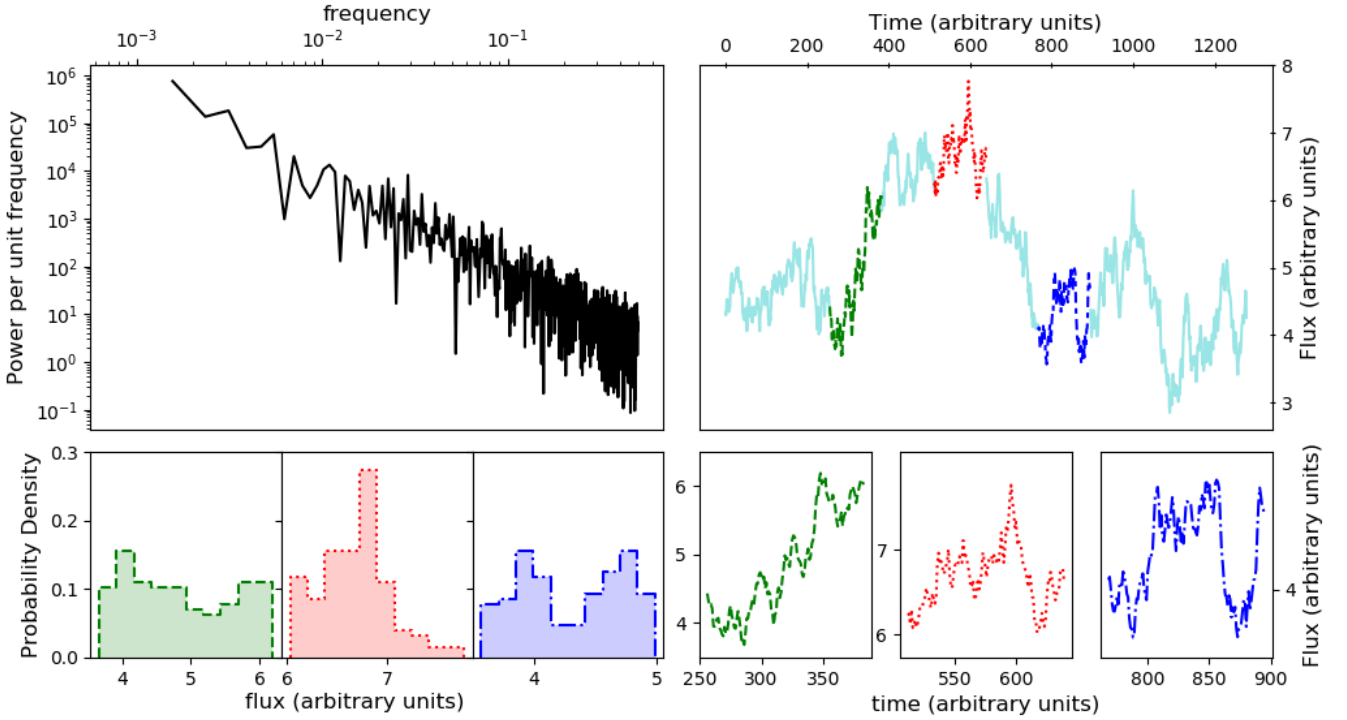 frequency
10⁻³ 10⁻² 10⁻¹
Power per unit frequency
10⁶
10⁵
10⁴
10³
10²
10¹
10⁰
10⁻¹
Time (arbitrary units)
0 200 400 600 800 1000 1200
8
7
6
5
4
3
Flux (arbitrary units)
Probability Density
0.3
0.2
0.1
0.0
4 5 6 6 7 4 5
flux (arbitrary units)
6
5
4
250 300 350
7
6
550 600
4
800 850 900
time (arbitrary units)
Flux (arbitrary units)